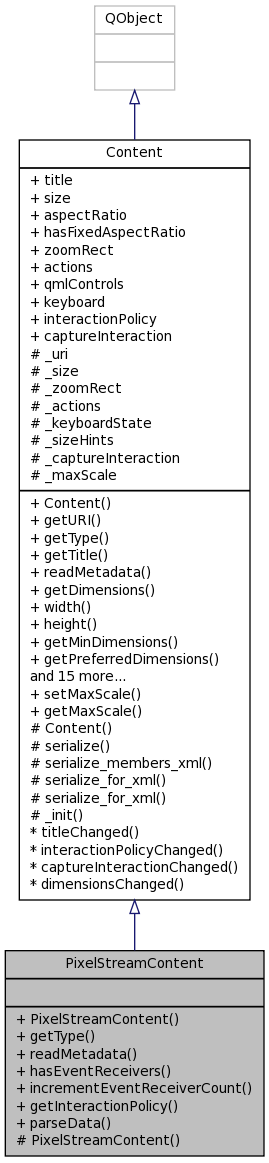 QObject
Content
+ title
+ size
+ aspectRatio
+ hasFixedAspectRatio
+ zoomRect
+ actions
+ qmlControls
+ keyboard
+ interactionPolicy
+ captureInteraction
# _uri
# _size
# _zoomRect
# _actions
# _keyboardState
# _sizeHints
# _captureInteraction
# _maxScale
+ Content()
+ getURI()
+ getType()
+ getTitle()
+ readMetadata()
+ getDimensions()
+ width()
+ height()
+ getMinDimensions()
+ getPreferredDimensions()
and 15 more...
+ setMaxScale()
+ getMaxScale()
# Content()
# serialize()
# serialize_members_xml()
# serialize_for_xml()
# serialize_for_xml()
# _init()
* titleChanged()
* interactionPolicyChanged()
* captureInteractionChanged()
* dimensionsChanged()
PixelStreamContent
+ PixelStreamContent()
+ getType()
+ readMetadata()
+ hasEventReceivers()
+ incrementEventReceiverCount()
+ getInteractionPolicy()
+ parseData()
# PixelStreamContent()